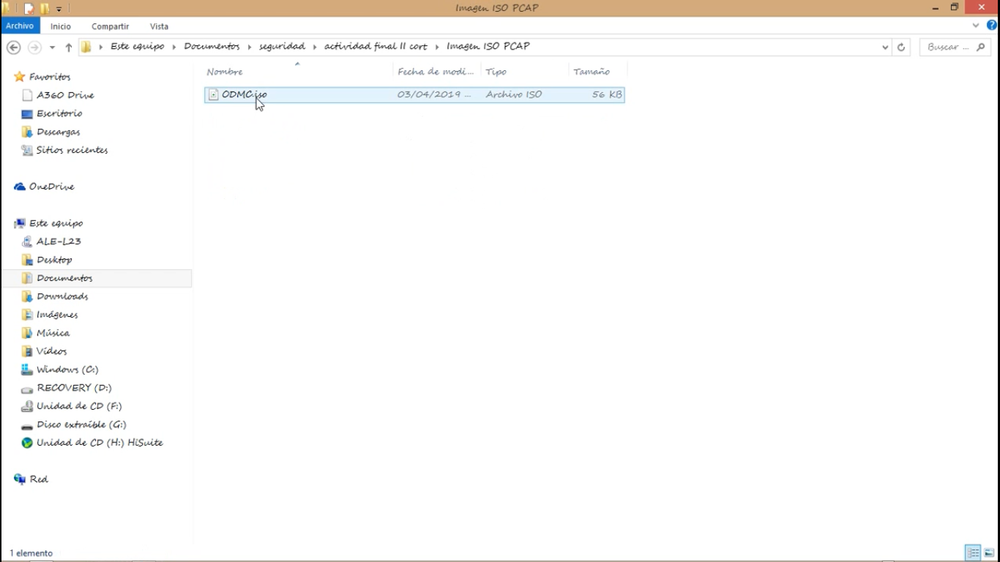 Imagen ISO PCAP
Archivo Inicio Compartir Vista
Este equipo Documentos seguridad actividad final II cort Imagen ISO PCAP Buscar ...
Nombre Fecha de modi... Tipo Tamaño
ODMC.iso 03/04/2019 ... Archivo ISO 56 KB
Favoritos
A360 Drive
Escritorio
Descargas
Sitios recientes
OneDrive
Este equipo
ALE-L23
Desktop
Documentos
Downloads
Imágenes
Música
Vídeos
Windows (C:)
RECOVERY (D:)
Unidad de CD (F:)
Disco extraíble (G:)
Unidad de CD (H:) HiSuite
Red
1 elemento